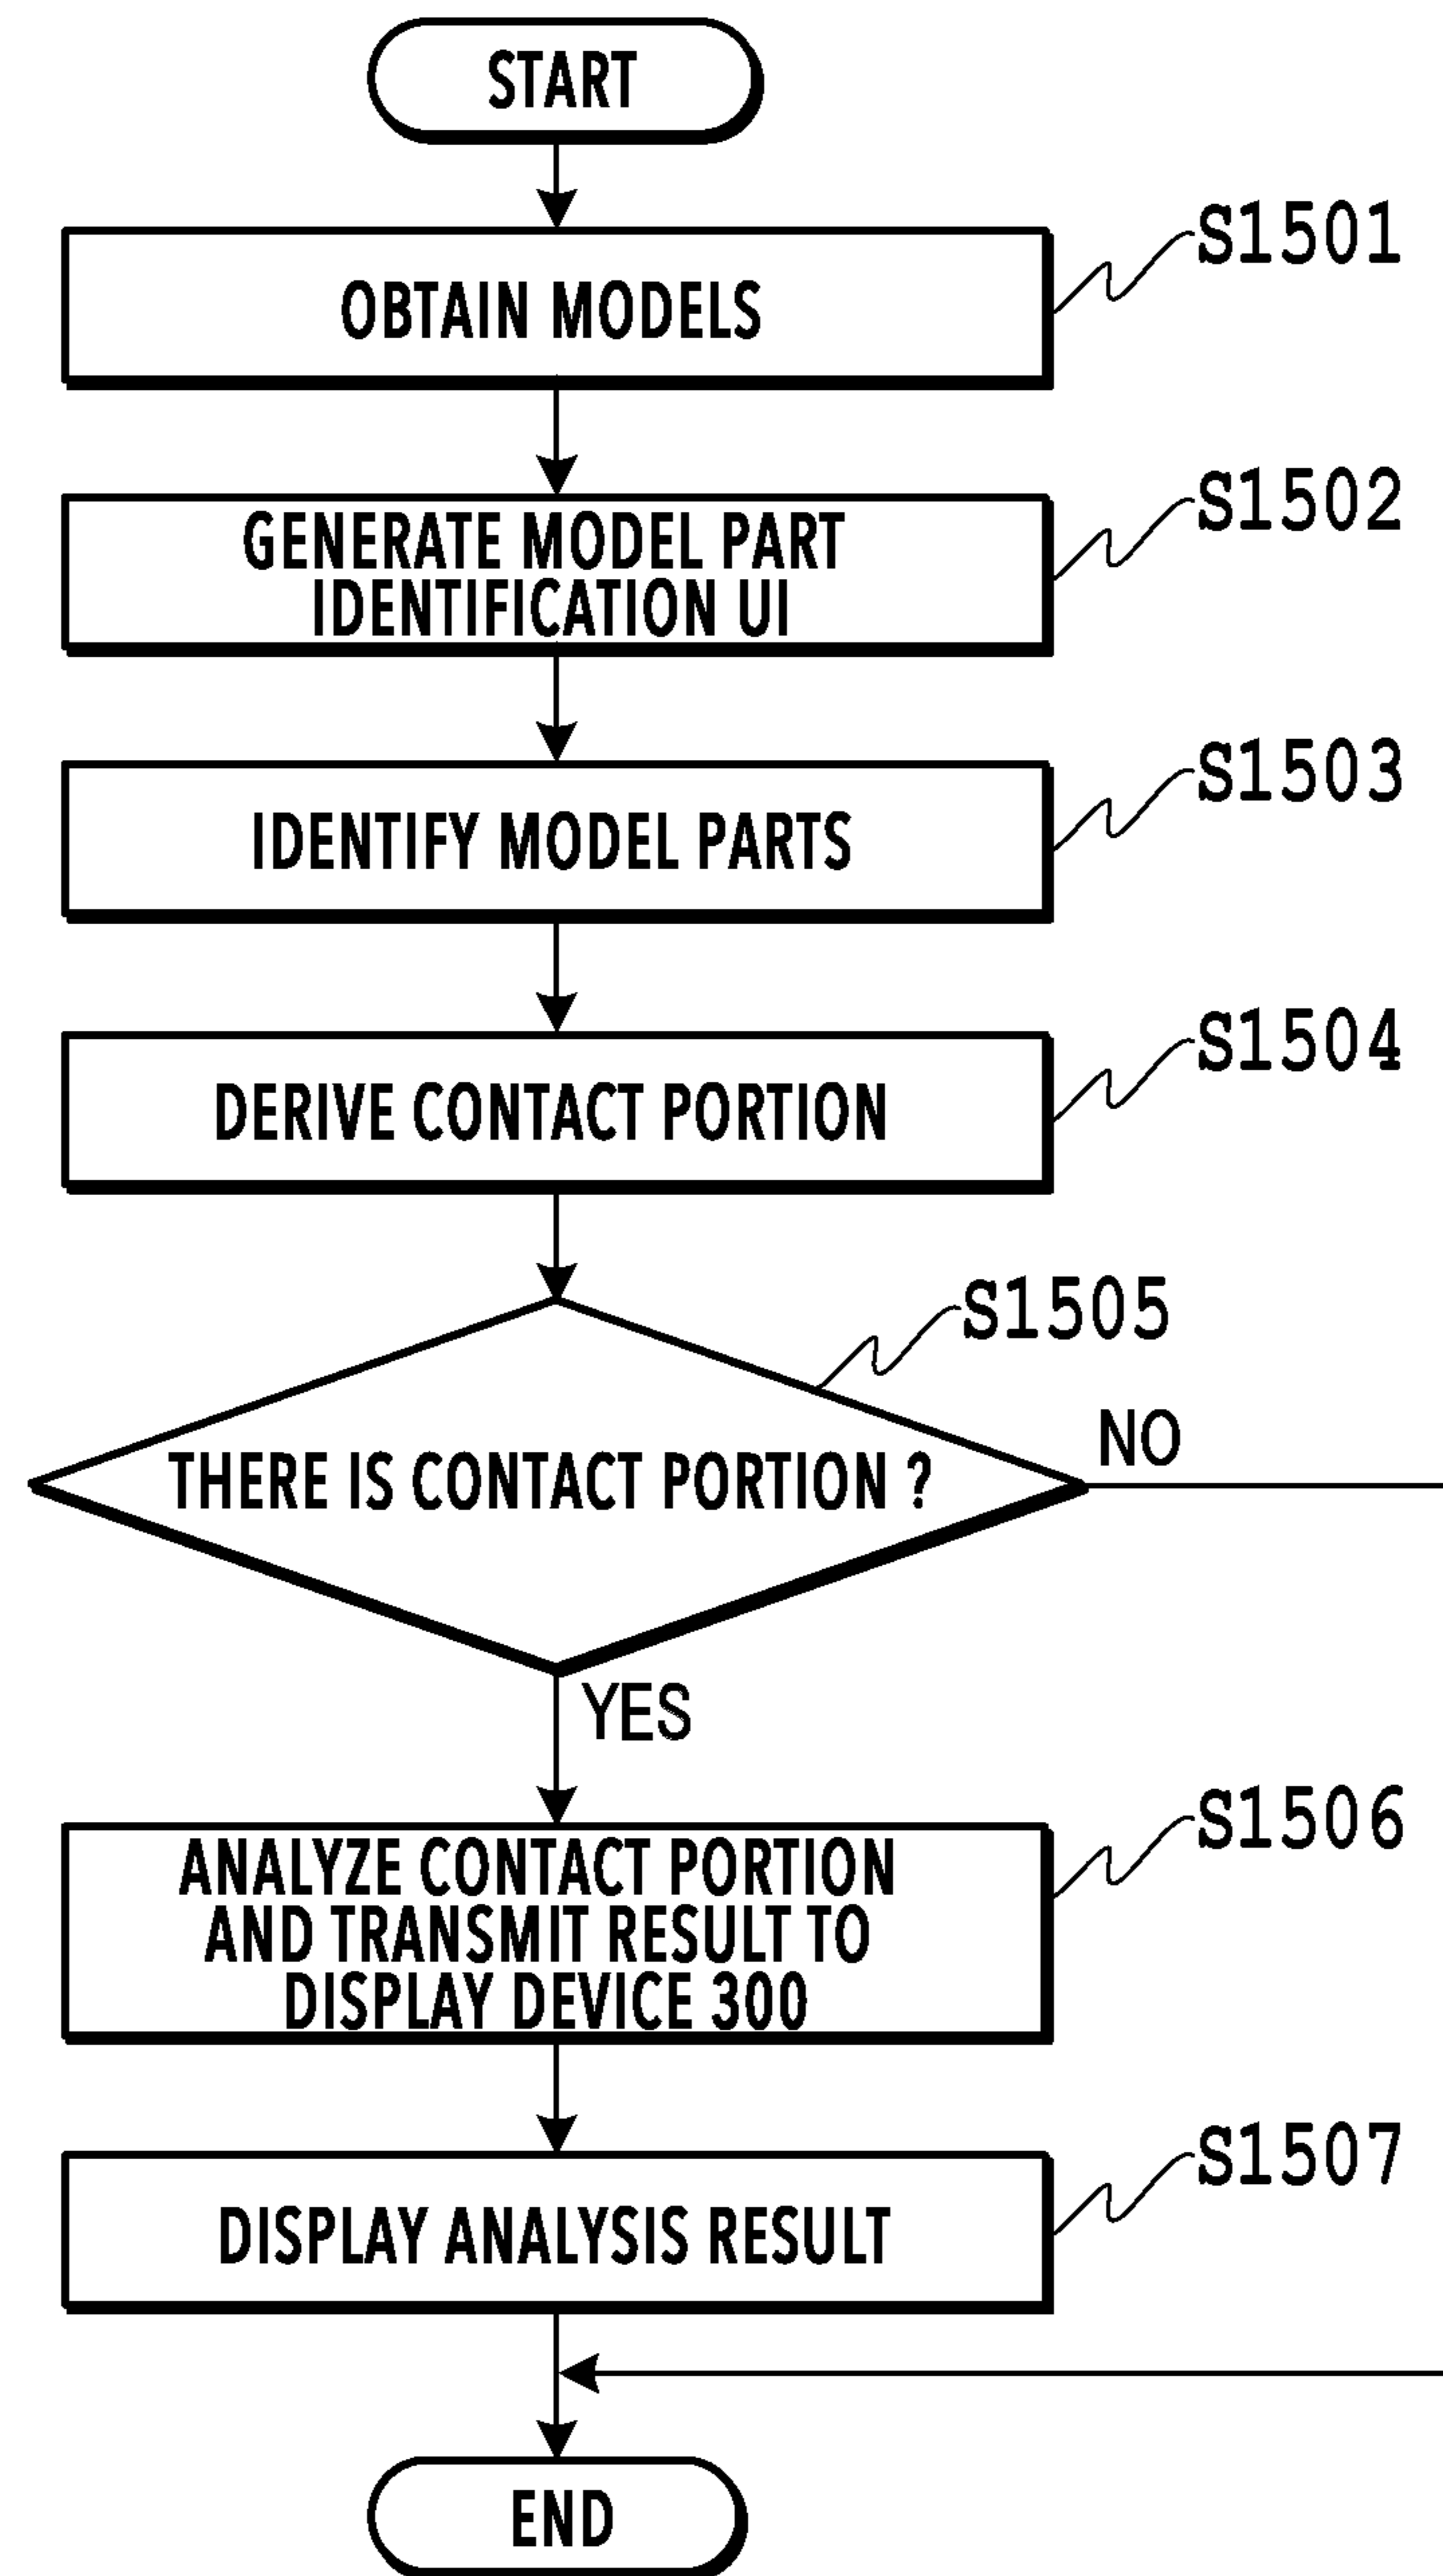 START
S1501
OBTAIN MODELS
S1502
GENERATE MODEL PART
IDENTIFICATION UI
S1503
IDENTIFY MODEL PARTS
S1504
DERIVE CONTACT PORTION
S1505
NO
THERE IS CONTACT PORTION ?
YES
S1506
ANALYZE CONTACT PORTION
AND TRANSMIT RESULT TO
DISPLAY DEVICE 300
S1507
DISPLAY ANALYSIS RESULT
END